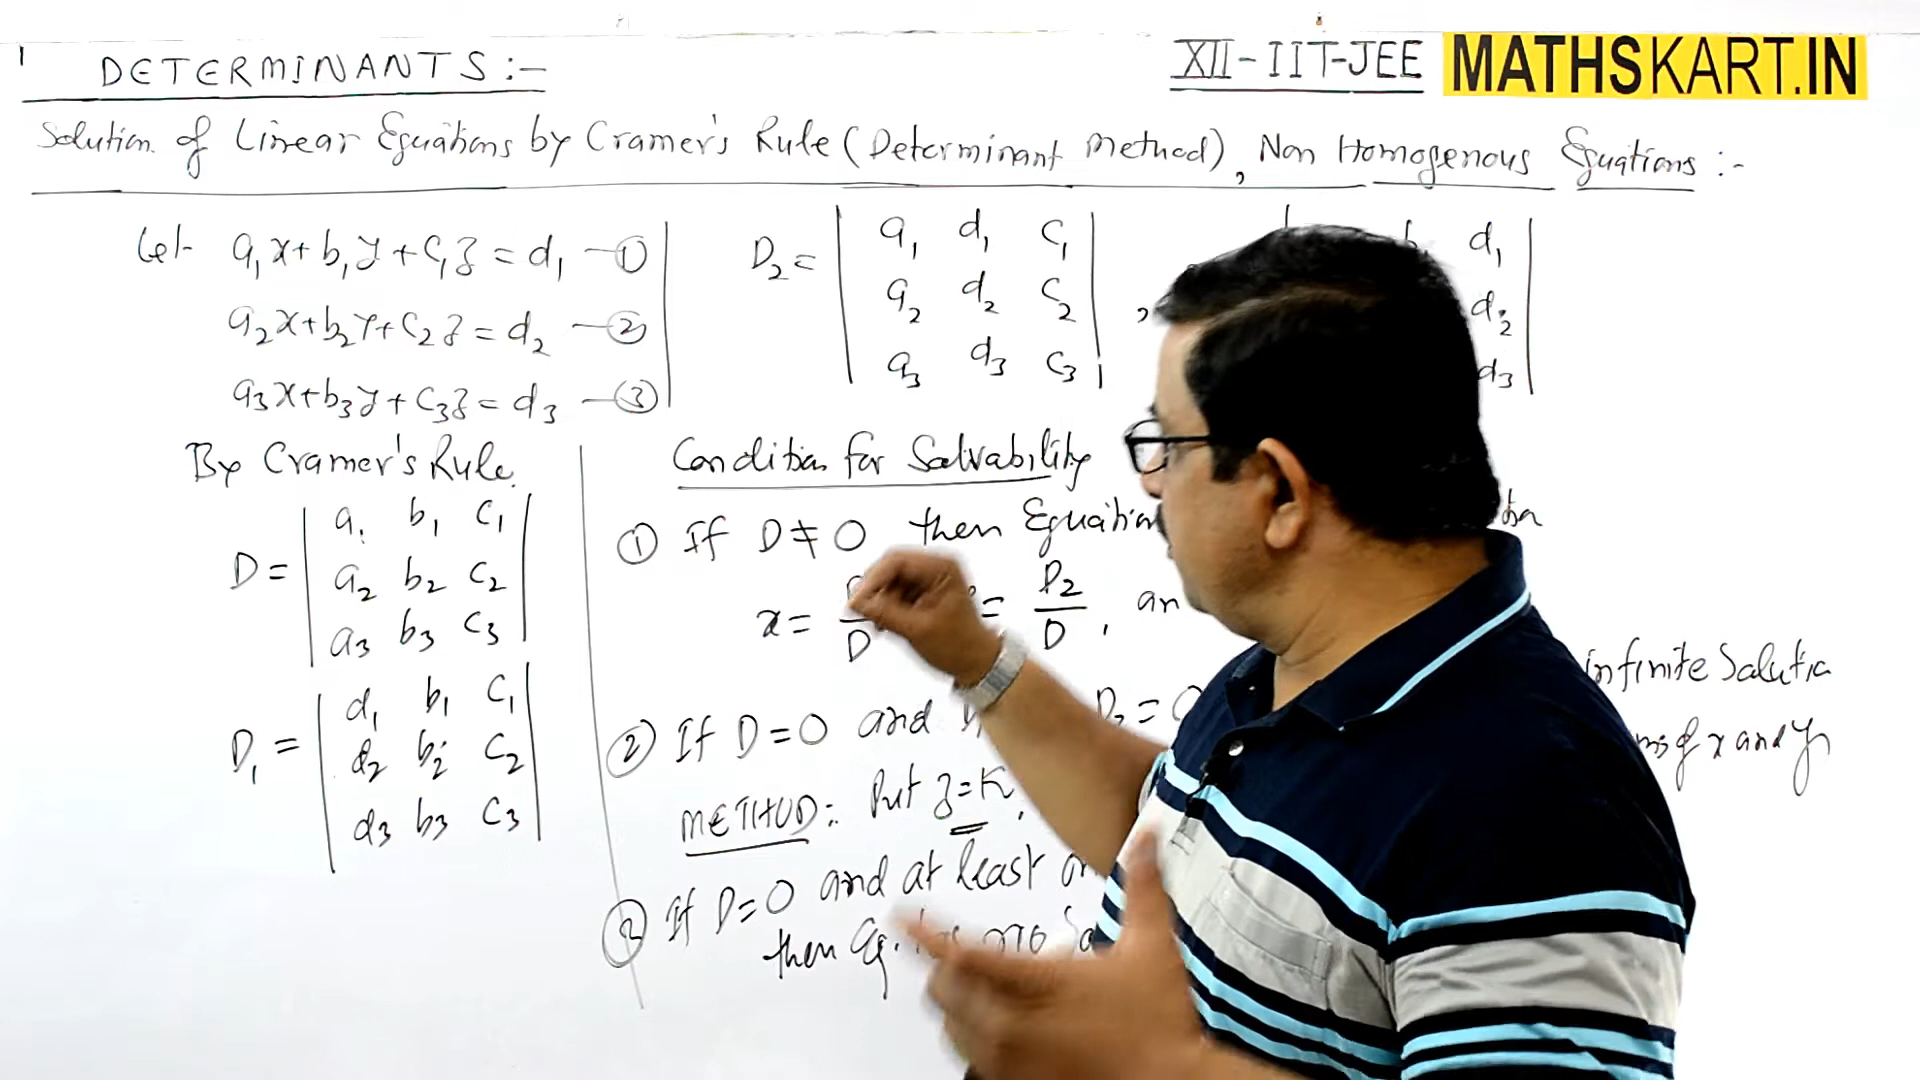 DETERMINANTS :-
XII - IIT-JEE MATHSKART.IN
Solution of Linear Equations by Cramer's Rule (Determinant Method), Non Homogenous Equations :-
Let a₁x + b₁y + c₁z = d₁ —①
a₂x + b₂y + c₂z = d₂ —②
a₃x + b₃y + c₃z = d₃ —③
D₂ = | a₁ d₁ c₁ |
| a₂ d₂ c₂ |
| a₃ d₃ c₃ | ,
d₁ |
d₂ |
d₃ |
By Cramer's Rule
D = | a₁ b₁ c₁ |
| a₂ b₂ c₂ |
| a₃ b₃ c₃ |
D₁ = | d₁ b₁ c₁ |
| d₂ b₂ c₂ |
| d₃ b₃ c₃ |
Condition for Solvability
① If D ≠ 0 then Equation
x = /D = D₂/D ,
② If D = 0 and = 0 infinite Solutio
METHOD:. Put z = K, of x and y
② If D = 0 and at least
then Eq. no